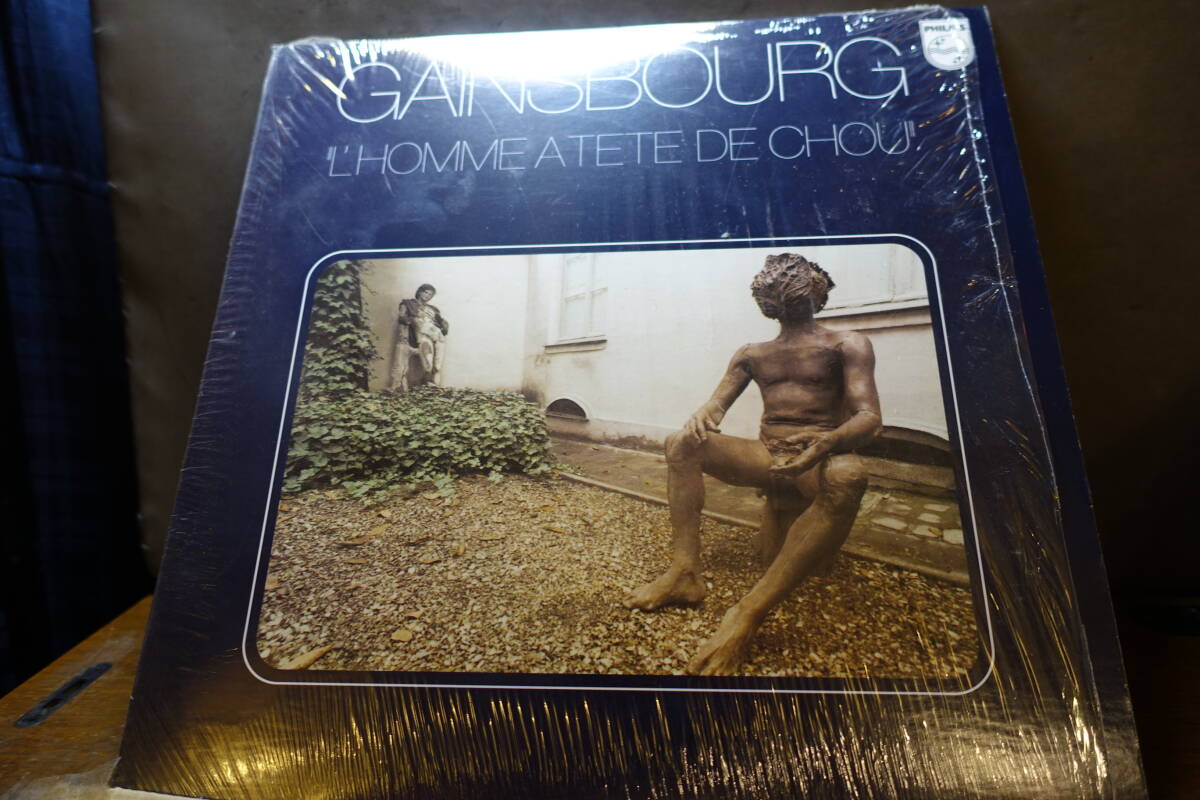 GAINSBOURG
"L'HOMME A TETE DE CHOU"
PHILIPS